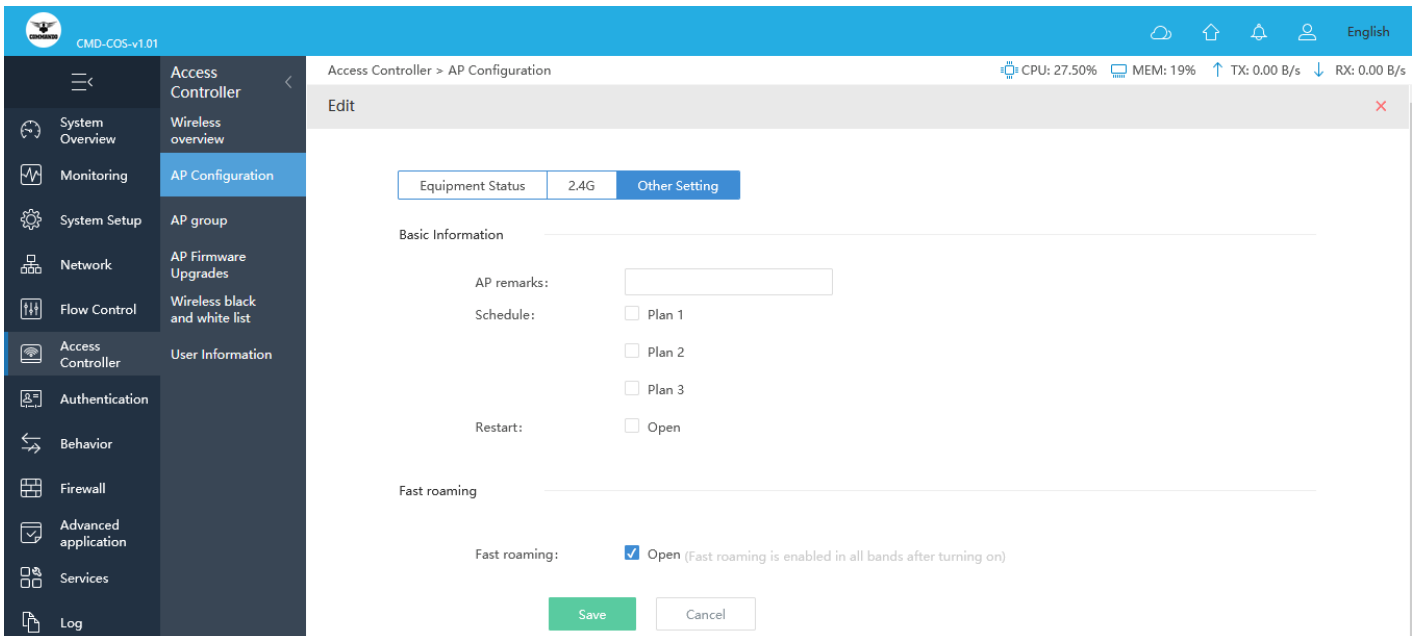 COMMANDO
CMD-COS-v1.01
English
Access Controller
Access Controller > AP Configuration
CPU: 27.50% MEM: 19% TX: 0.00 B/s RX: 0.00 B/s
Edit
System Overview
Monitoring
System Setup
Network
Flow Control
Access Controller
Authentication
Behavior
Firewall
Advanced application
Services
Log
Wireless overview
AP Configuration
AP group
AP Firmware Upgrades
Wireless black and white list
User Information
Equipment Status 2.4G Other Setting
Basic Information
AP remarks:
Schedule: Plan 1
Plan 2
Plan 3
Restart: Open
Fast roaming
Fast roaming: Open (Fast roaming is enabled in all bands after turning on)
Save Cancel